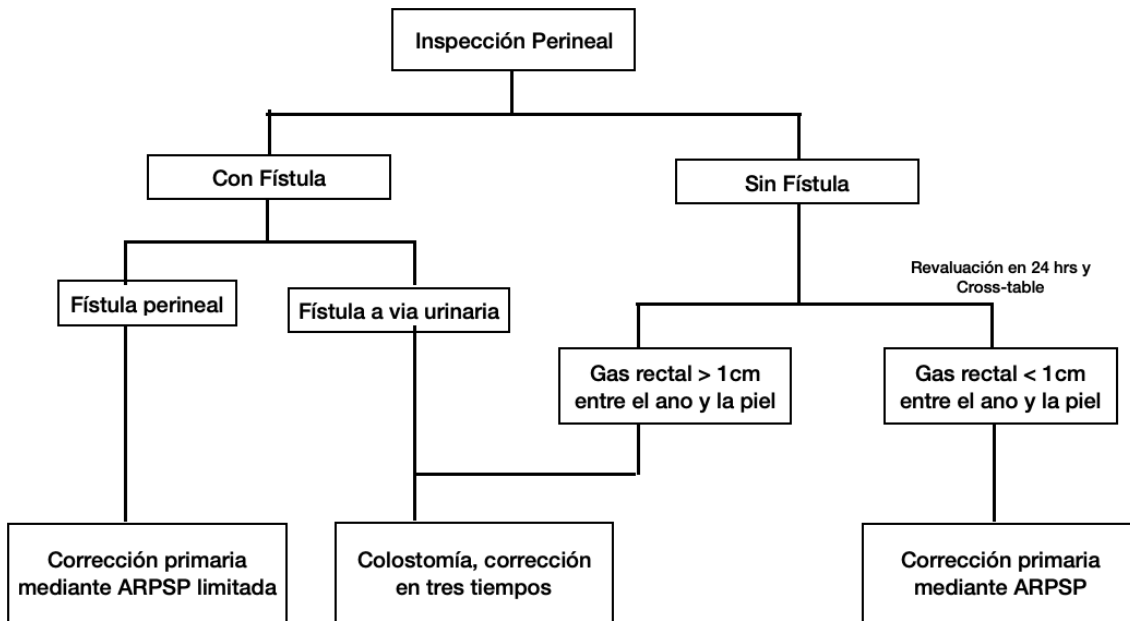 Inspección Perineal
Con Fístula
Sin Fístula
Revaluación en 24 hrs y
Cross-table
Fístula perineal
Fístula a via urinaria
Gas rectal > 1cm
entre el ano y la piel
Gas rectal < 1cm
entre el ano y la piel
Corrección primaria
mediante ARPSP limitada
Colostomía, corrección
en tres tiempos
Corrección primaria
mediante ARPSP